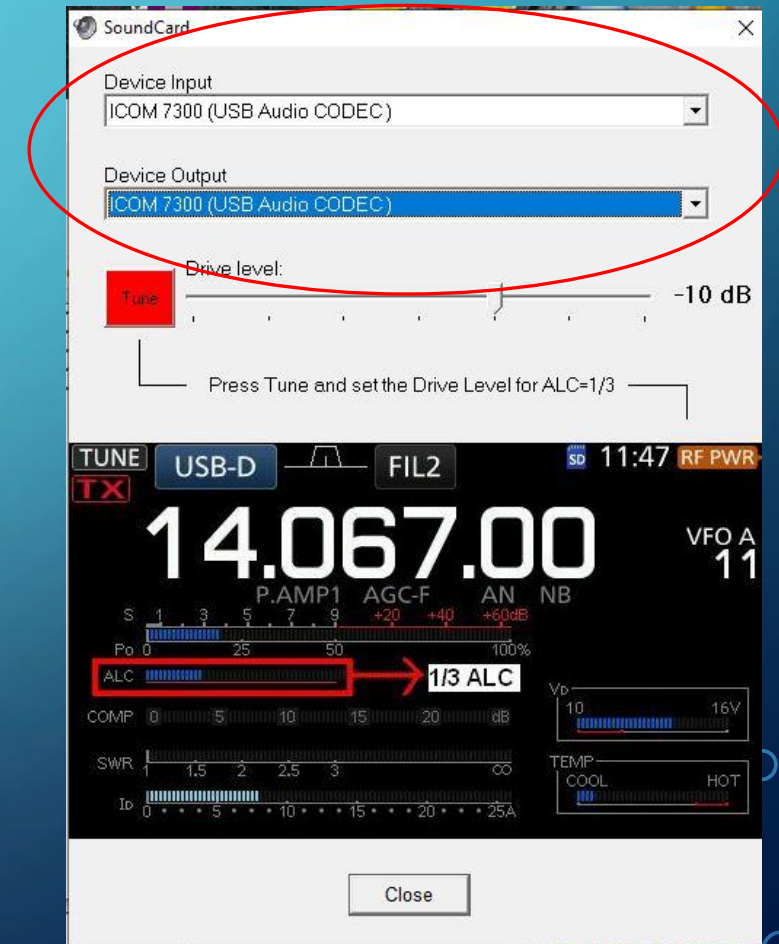 SoundCard
Device Input
ICOM 7300 (USB Audio CODEC)
Device Output
ICOM 7300 (USB Audio CODEC)
Drive level:
Tune
-10 dB
Press Tune and set the Drive Level for ALC=1/3
TUNE USB-D FIL2 SD 11:47 RF PWR
TX
14.067.00
VFO A
11
P.AMP1 AGC-F AN NB
S 1 3 5 7 9 +20 +40 +60dB
Po 0 25 50 100%
ALC 1/3 ALC
COMP 0 5 10 15 20 dB
VD
10 16V
SWR 1 1.5 2 2.5 3 ∞
TEMP
COOL HOT
ID 0 5 10 15 20 25A
Close